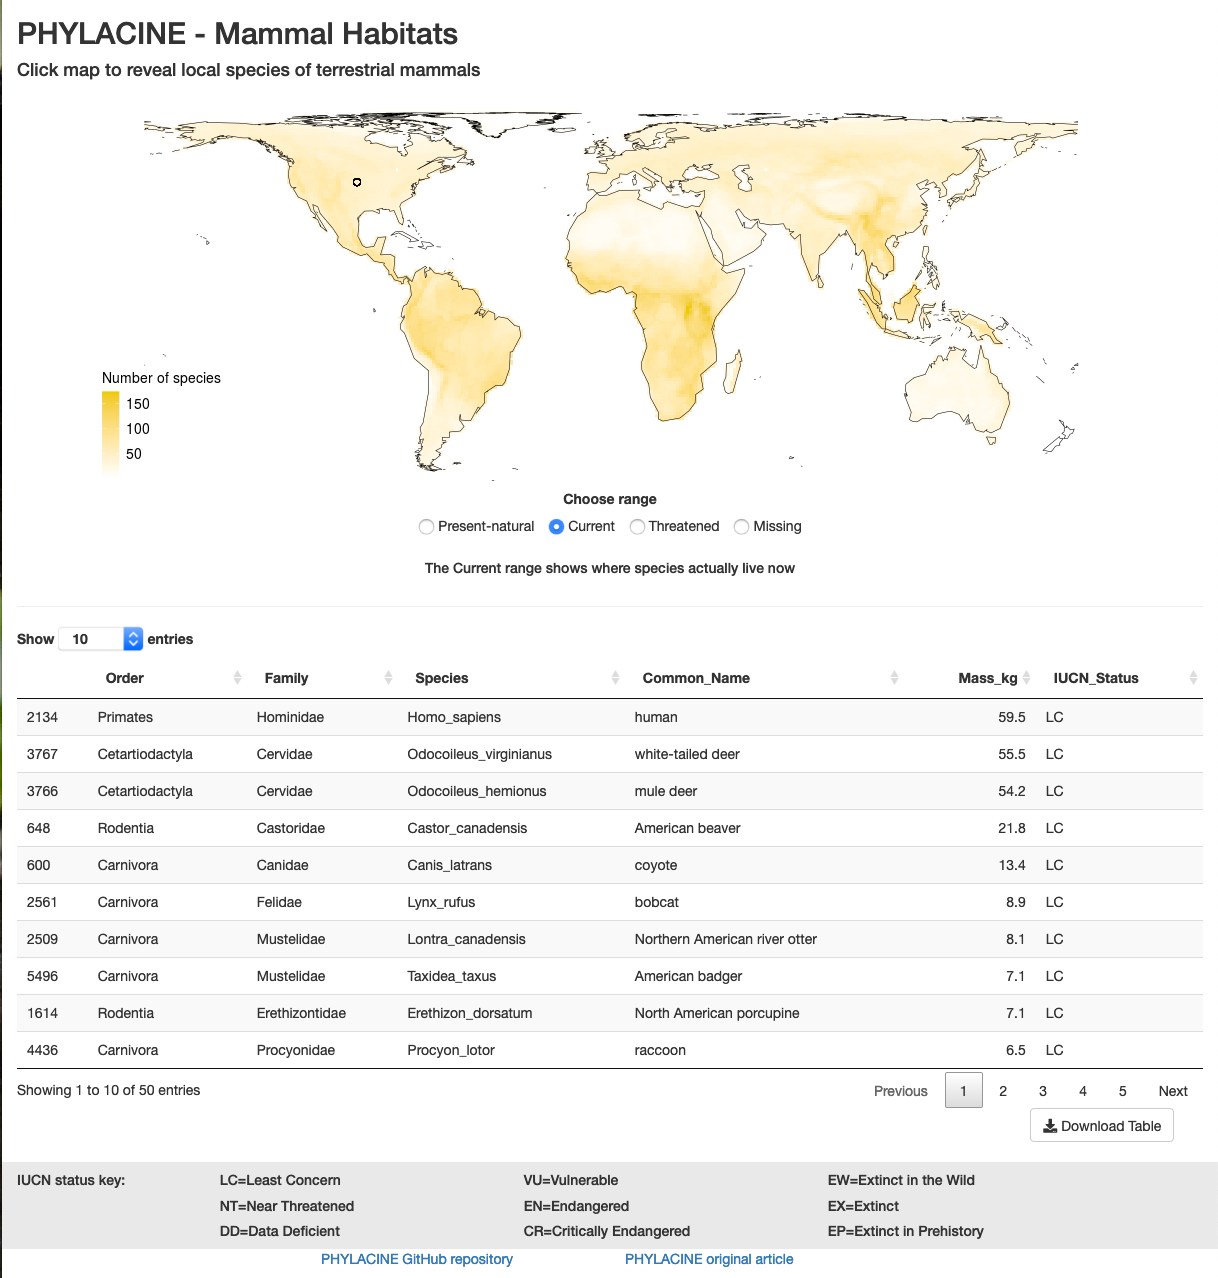 PHYLACINE - Mammal Habitats
Click map to reveal local species of terrestrial mammals
Number of species
150
100
50
Choose range
Present-natural Current Threatened Missing
The Current range shows where species actually live now
Show 10 entries
Order Family Species Common_Name Mass_kg IUCN_Status
2134 Primates Hominidae Homo_sapiens human 59.5 LC
3767 Cetartiodactyla Cervidae Odocoileus_virginianus white-tailed deer 55.5 LC
3766 Cetartiodactyla Cervidae Odocoileus_hemionus mule deer 54.2 LC
648 Rodentia Castoridae Castor_canadensis American beaver 21.8 LC
600 Carnivora Canidae Canis_latrans coyote 13.4 LC
2561 Carnivora Felidae Lynx_rufus bobcat 8.9 LC
2509 Carnivora Mustelidae Lontra_canadensis Northern American river otter 8.1 LC
5496 Carnivora Mustelidae Taxidea_taxus American badger 7.1 LC
1614 Rodentia Erethizontidae Erethizon_dorsatum North American porcupine 7.1 LC
4436 Carnivora Procyonidae Procyon_lotor raccoon 6.5 LC
Showing 1 to 10 of 50 entries Previous 1 2 3 4 5 Next
Download Table
IUCN status key: LC=Least Concern VU=Vulnerable EW=Extinct in the Wild
NT=Near Threatened EN=Endangered EX=Extinct
DD=Data Deficient CR=Critically Endangered EP=Extinct in Prehistory
PHYLACINE GitHub repository PHYLACINE original article